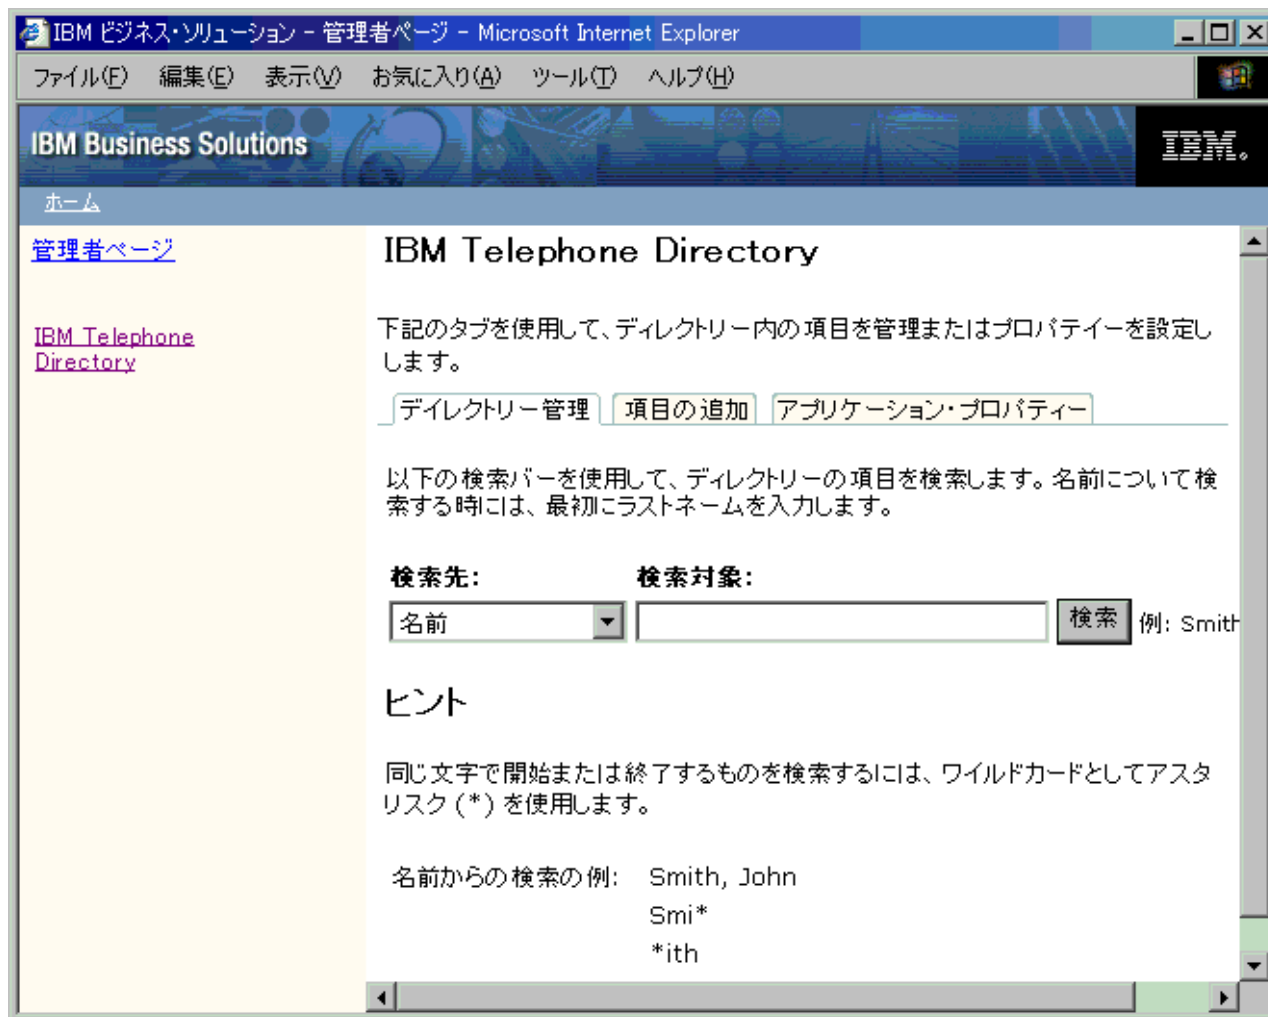 IBM ビジネス・ソリューション - 管理者ページ - Microsoft Internet Explorer
ファイル(F) 編集(E) 表示(V) お気に入り(A) ツール(T) ヘルプ(H)
IBM Business Solutions
IBM.
ホーム
管理者ページ
IBM Telephone
Directory
IBM Telephone Directory
下記のタブを使用して、ディレクトリー内の項目を管理またはプロパテイーを設定し
します。
デイレクトリー管理 項目の追加 アプリケーション・プロパティー
以下の検索バーを使用して、ディレクトリーの項目を検索します。名前について検
索する時には、最初にラストネームを入力します。
検索先: 検索対象:
名前 検索 例: Smith
ヒント
同じ文字で開始または終了するものを検索するには、ワイルドカードとしてアスタ
リスク (*) を使用します。
名前からの検索の例: Smith, John
Smi*
*ith